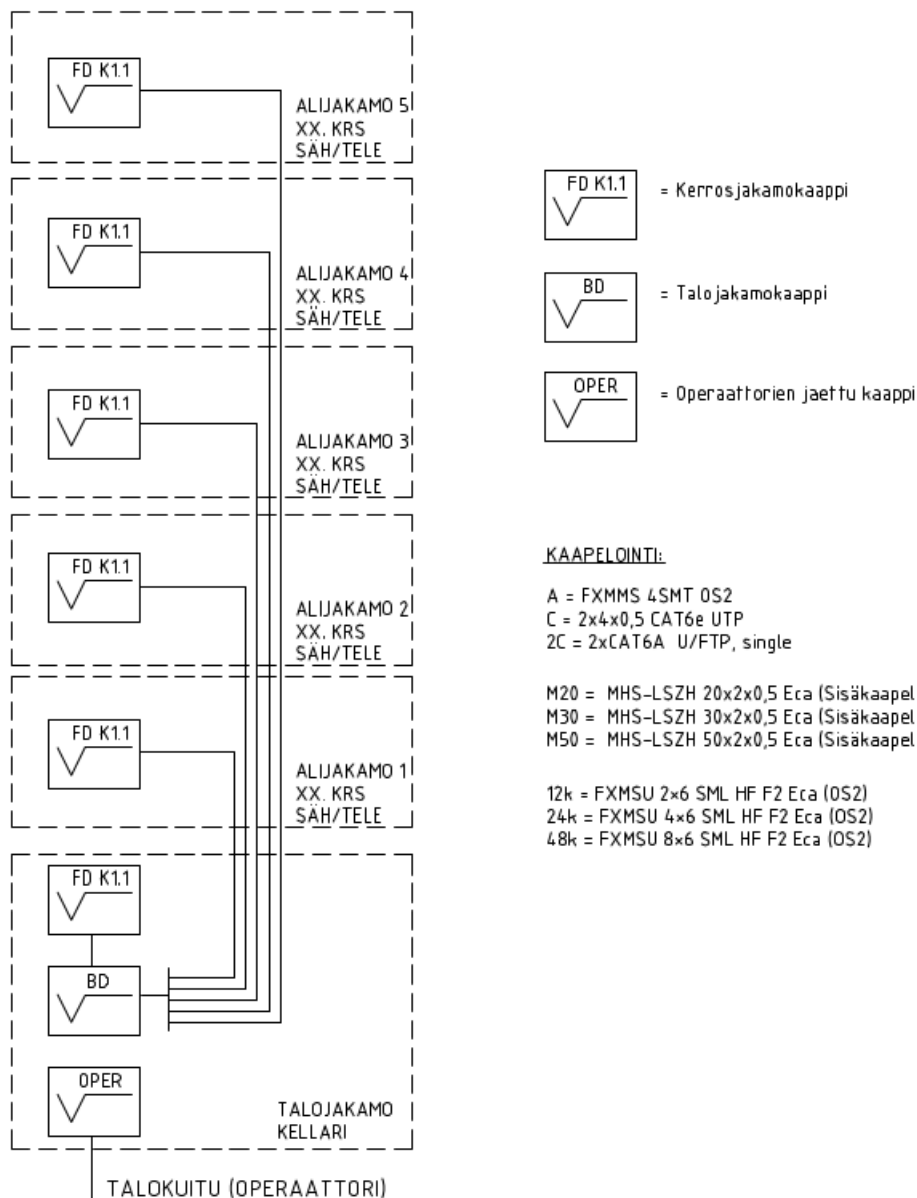 FD K1.1
ALIJAKAMO 5
XX. KRS
SÄH/TELE
FD K1.1
ALIJAKAMO 4
XX. KRS
SÄH/TELE
FD K1.1
ALIJAKAMO 3
XX. KRS
SÄH/TELE
FD K1.1
ALIJAKAMO 2
XX. KRS
SÄH/TELE
FD K1.1
ALIJAKAMO 1
XX. KRS
SÄH/TELE
FD K1.1
BD
OPER
TALOJAKAMO
KELLARI
TALOKUITU (OPERAATTORI)
FD K1.1
= Kerrosjakamokaappi
BD
= Talojakamokaappi
OPER
= Operaattorien jaettu kaappi
KAAPELOINTI:
A = FXMMS 4SMT OS2
C = 2x4x0,5 CAT6e UTP
2C = 2xCAT6A U/FTP, single
M20 = MHS-LSZH 20x2x0,5 Eca (Sisäkaapel
M30 = MHS-LSZH 30x2x0,5 Eca (Sisäkaapel
M50 = MHS-LSZH 50x2x0,5 Eca (Sisäkaapel
12k = FXMSU 2×6 SML HF F2 Eca (OS2)
24k = FXMSU 4×6 SML HF F2 Eca (OS2)
48k = FXMSU 8×6 SML HF F2 Eca (OS2)